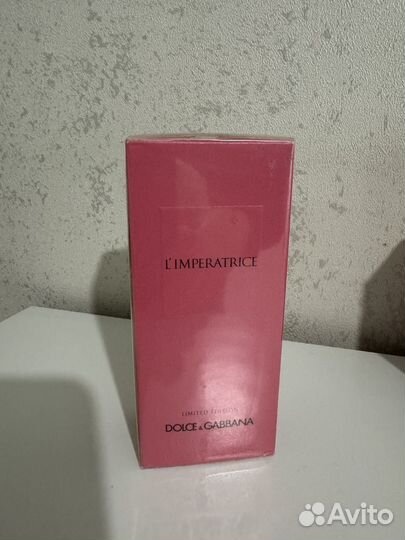 L'IMPERATRICE
LIMITED EDITION
DOLCE & GABBANA
Avito